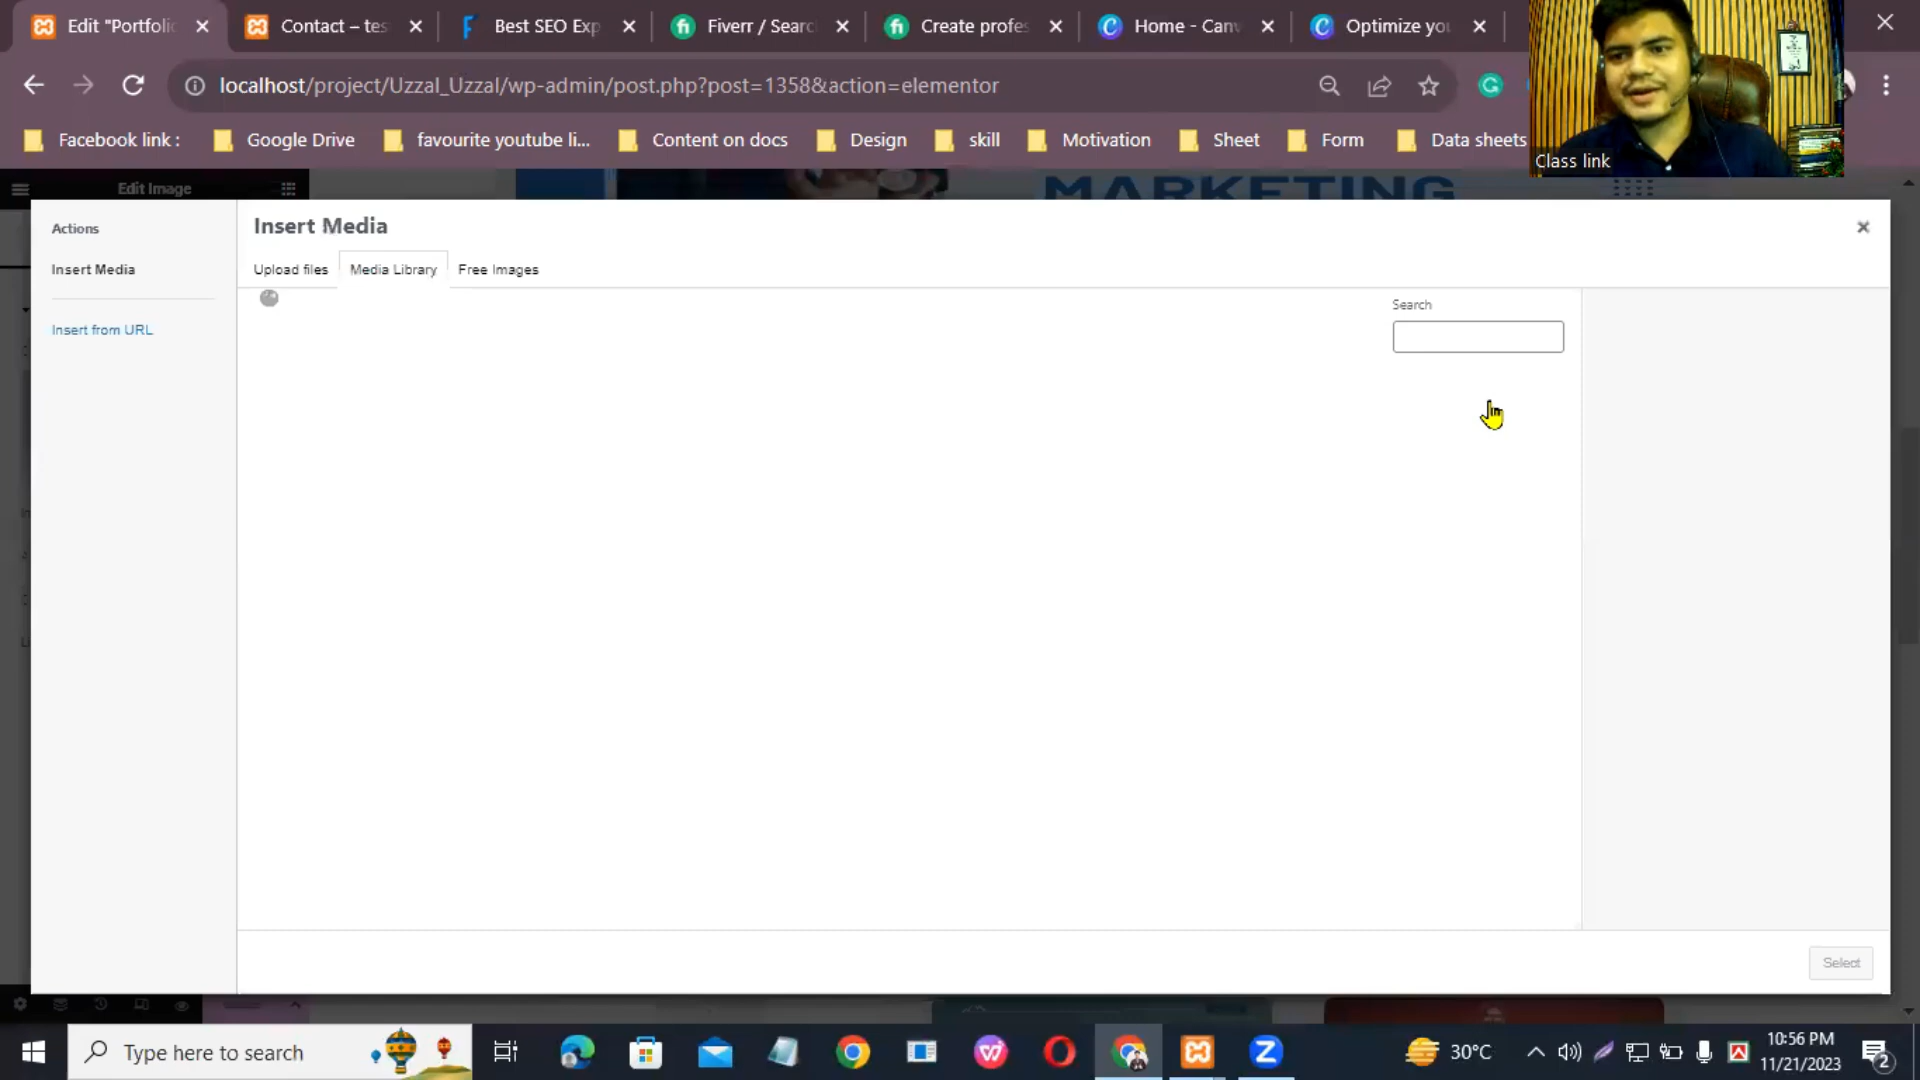 Edit "Portfolio
Contact – tes
Best SEO Exp
Fiverr / Searc
Create profes
Home - Canv
Optimize you
localhost/project/Uzzal_Uzzal/wp-admin/post.php?post=1358&action=elementor
Facebook link :
Google Drive
favourite youtube li...
Content on docs
Design
skill
Motivation
Sheet
Form
Data sheets
Class link
Edit Image
MARKETING
Actions
Insert Media
Insert from URL
Insert Media
Upload files
Media Library
Free Images
Search
Select
Type here to search
30°C
10:56 PM
11/21/2023
2